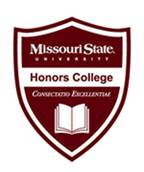 Missouri State.
UNIVERSITY
Honors College
CONSECTATIO EXCELLENTIAE